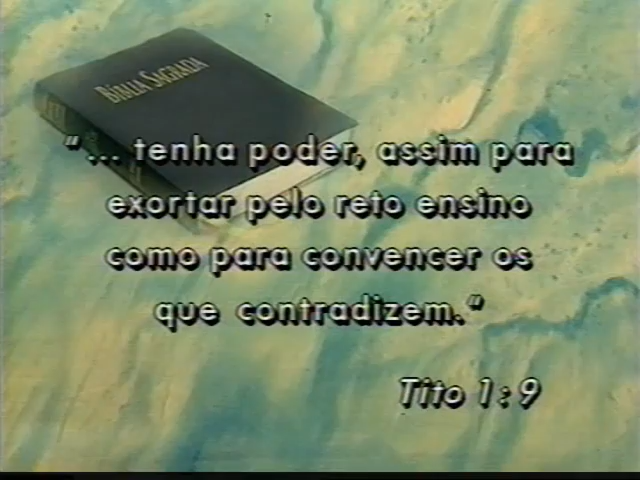 BÍBLIA SAGRADA
"... tenha poder, assim para
exortar pelo reto ensino
como para convencer os
que contradizem."
Tito 1:9